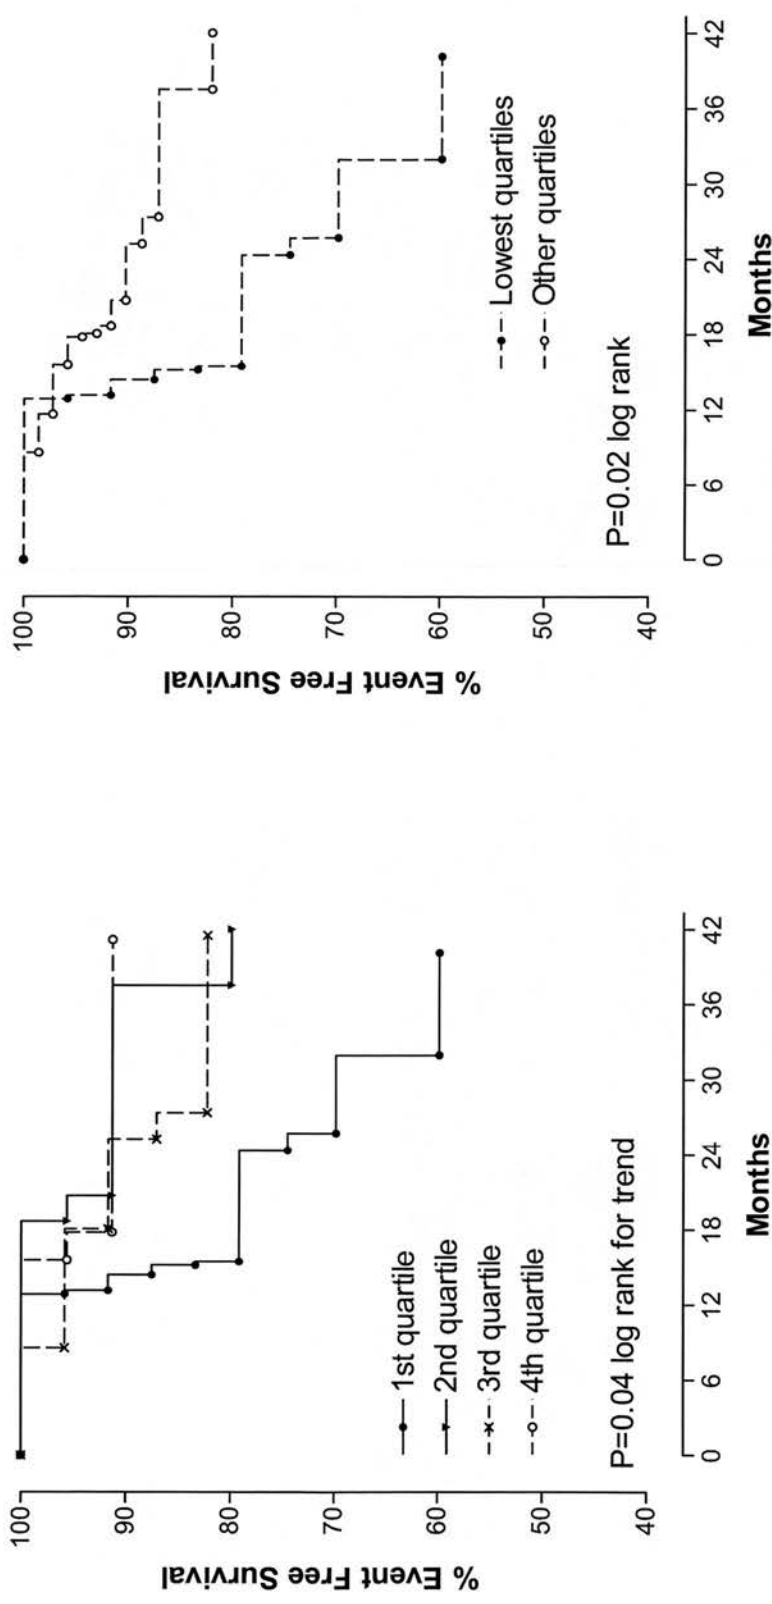 % Event Free Survival
100
90
80
70
60
50
40
1st quartile
2nd quartile
3rd quartile
4th quartile
P=0.04 log rank for trend
0 6 12 18 24 30 36 42
Months
% Event Free Survival
100
90
80
70
60
50
40
Lowest quartiles
Other quartiles
P=0.02 log rank
0 6 12 18 24 30 36 42
Months